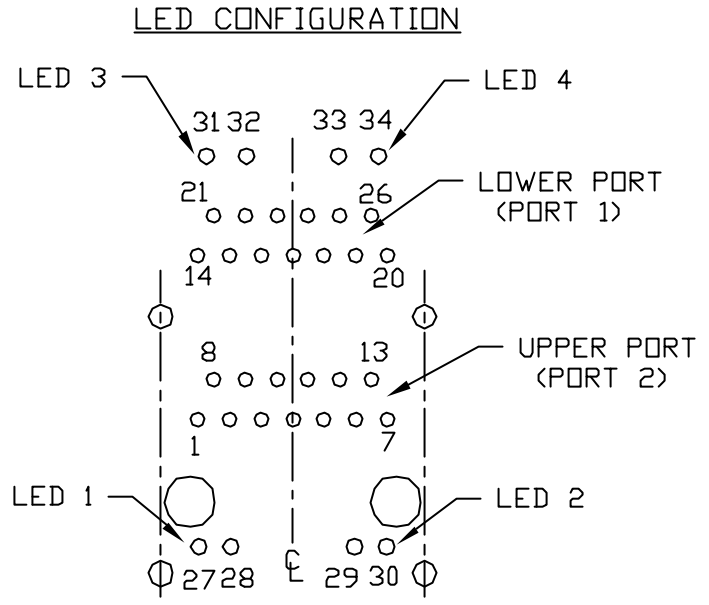 LED CONFIGURATION
LED 3
LED 4
31 32 33 34
21 26
LOWER PORT
(PORT 1)
14 20
8 13
UPPER PORT
(PORT 2)
1 7
LED 1
LED 2
27 28 29 30
℄